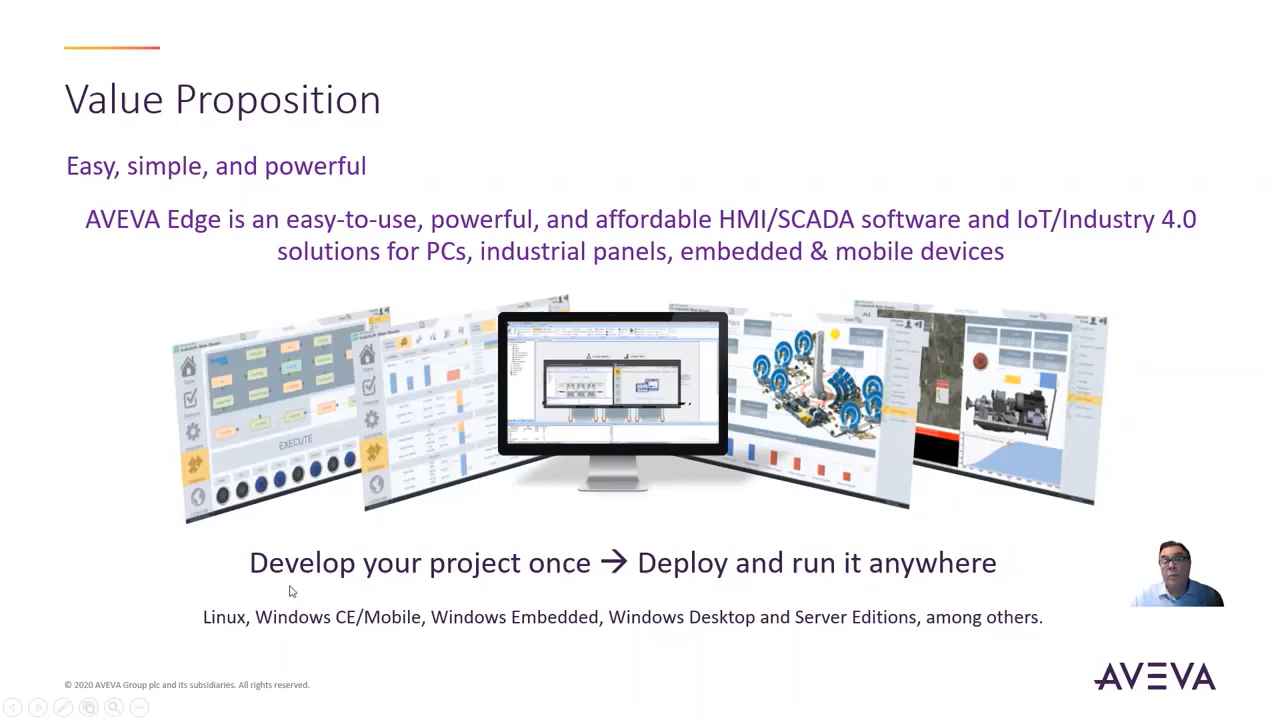 Value Proposition
Easy, simple, and powerful
AVEVA Edge is an easy-to-use, powerful, and affordable HMI/SCADA software and IoT/Industry 4.0
solutions for PCs, industrial panels, embedded & mobile devices
EXECUTE
Develop your project once → Deploy and run it anywhere
Linux, Windows CE/Mobile, Windows Embedded, Windows Desktop and Server Editions, among others.
© 2020 AVEVA Group plc and its subsidiaries. All rights reserved.
AVEVA